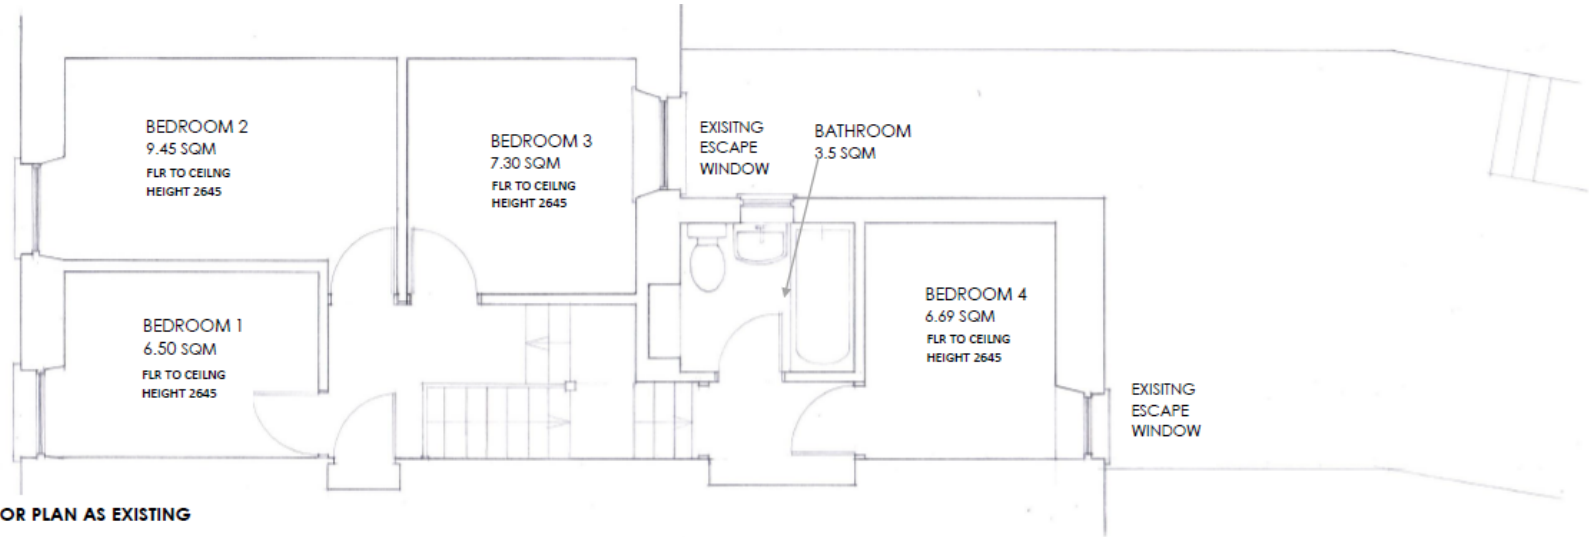 BEDROOM 2
9.45 SQM
FLR TO CEILNG
HEIGHT 2645
BEDROOM 3
7.30 SQM
FLR TO CEILNG
HEIGHT 2645
EXISITNG
ESCAPE
WINDOW
BATHROOM
3.5 SQM
BEDROOM 1
6.50 SQM
FLR TO CEILNG
HEIGHT 2645
BEDROOM 4
6.69 SQM
FLR TO CEILNG
HEIGHT 2645
EXISITNG
ESCAPE
WINDOW
OR PLAN AS EXISTING